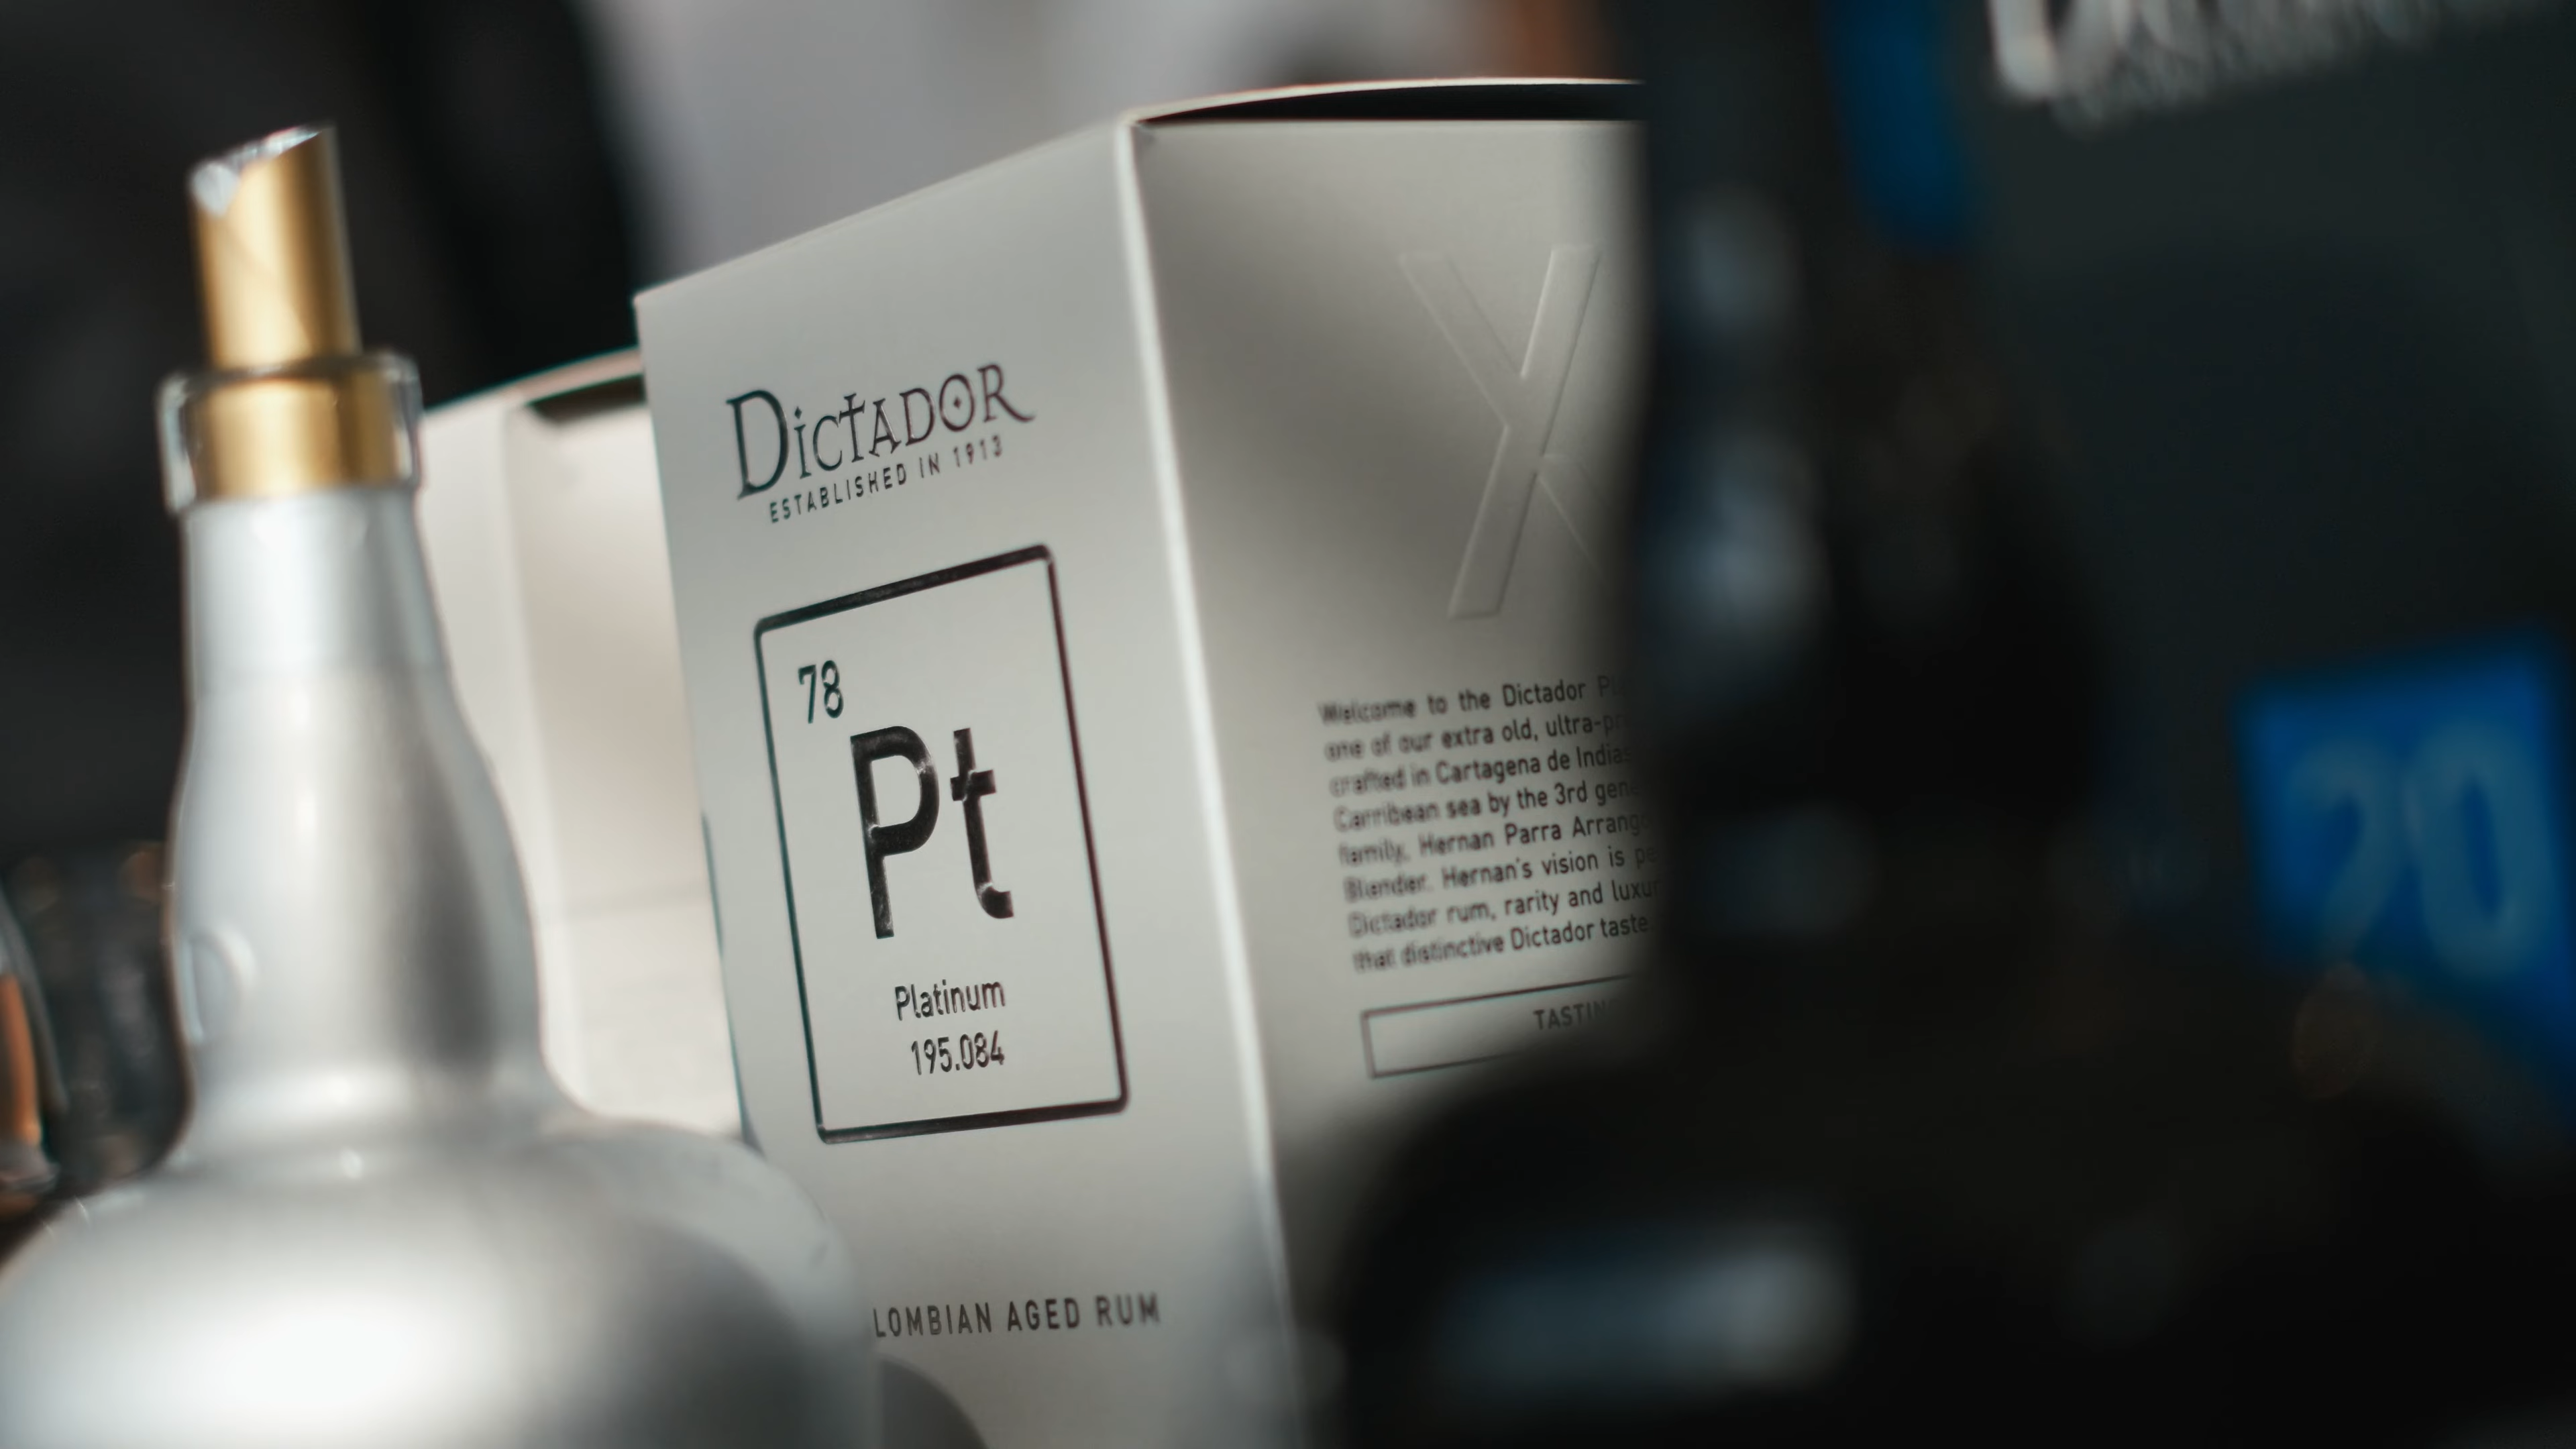 DICTADOR
ESTABLISHED IN 1913
78
Pt
Platinum
195.084
LOMBIAN AGED RUM
X
Welcome to the Dictador
one of our extra old,
crafted in Cartagena de Indias
Carribean sea by the 3rd
family, Hernan Parra
Blender. Hernan's vision is
Dictador rum, rarity and
that distinctive Dictador taste
20